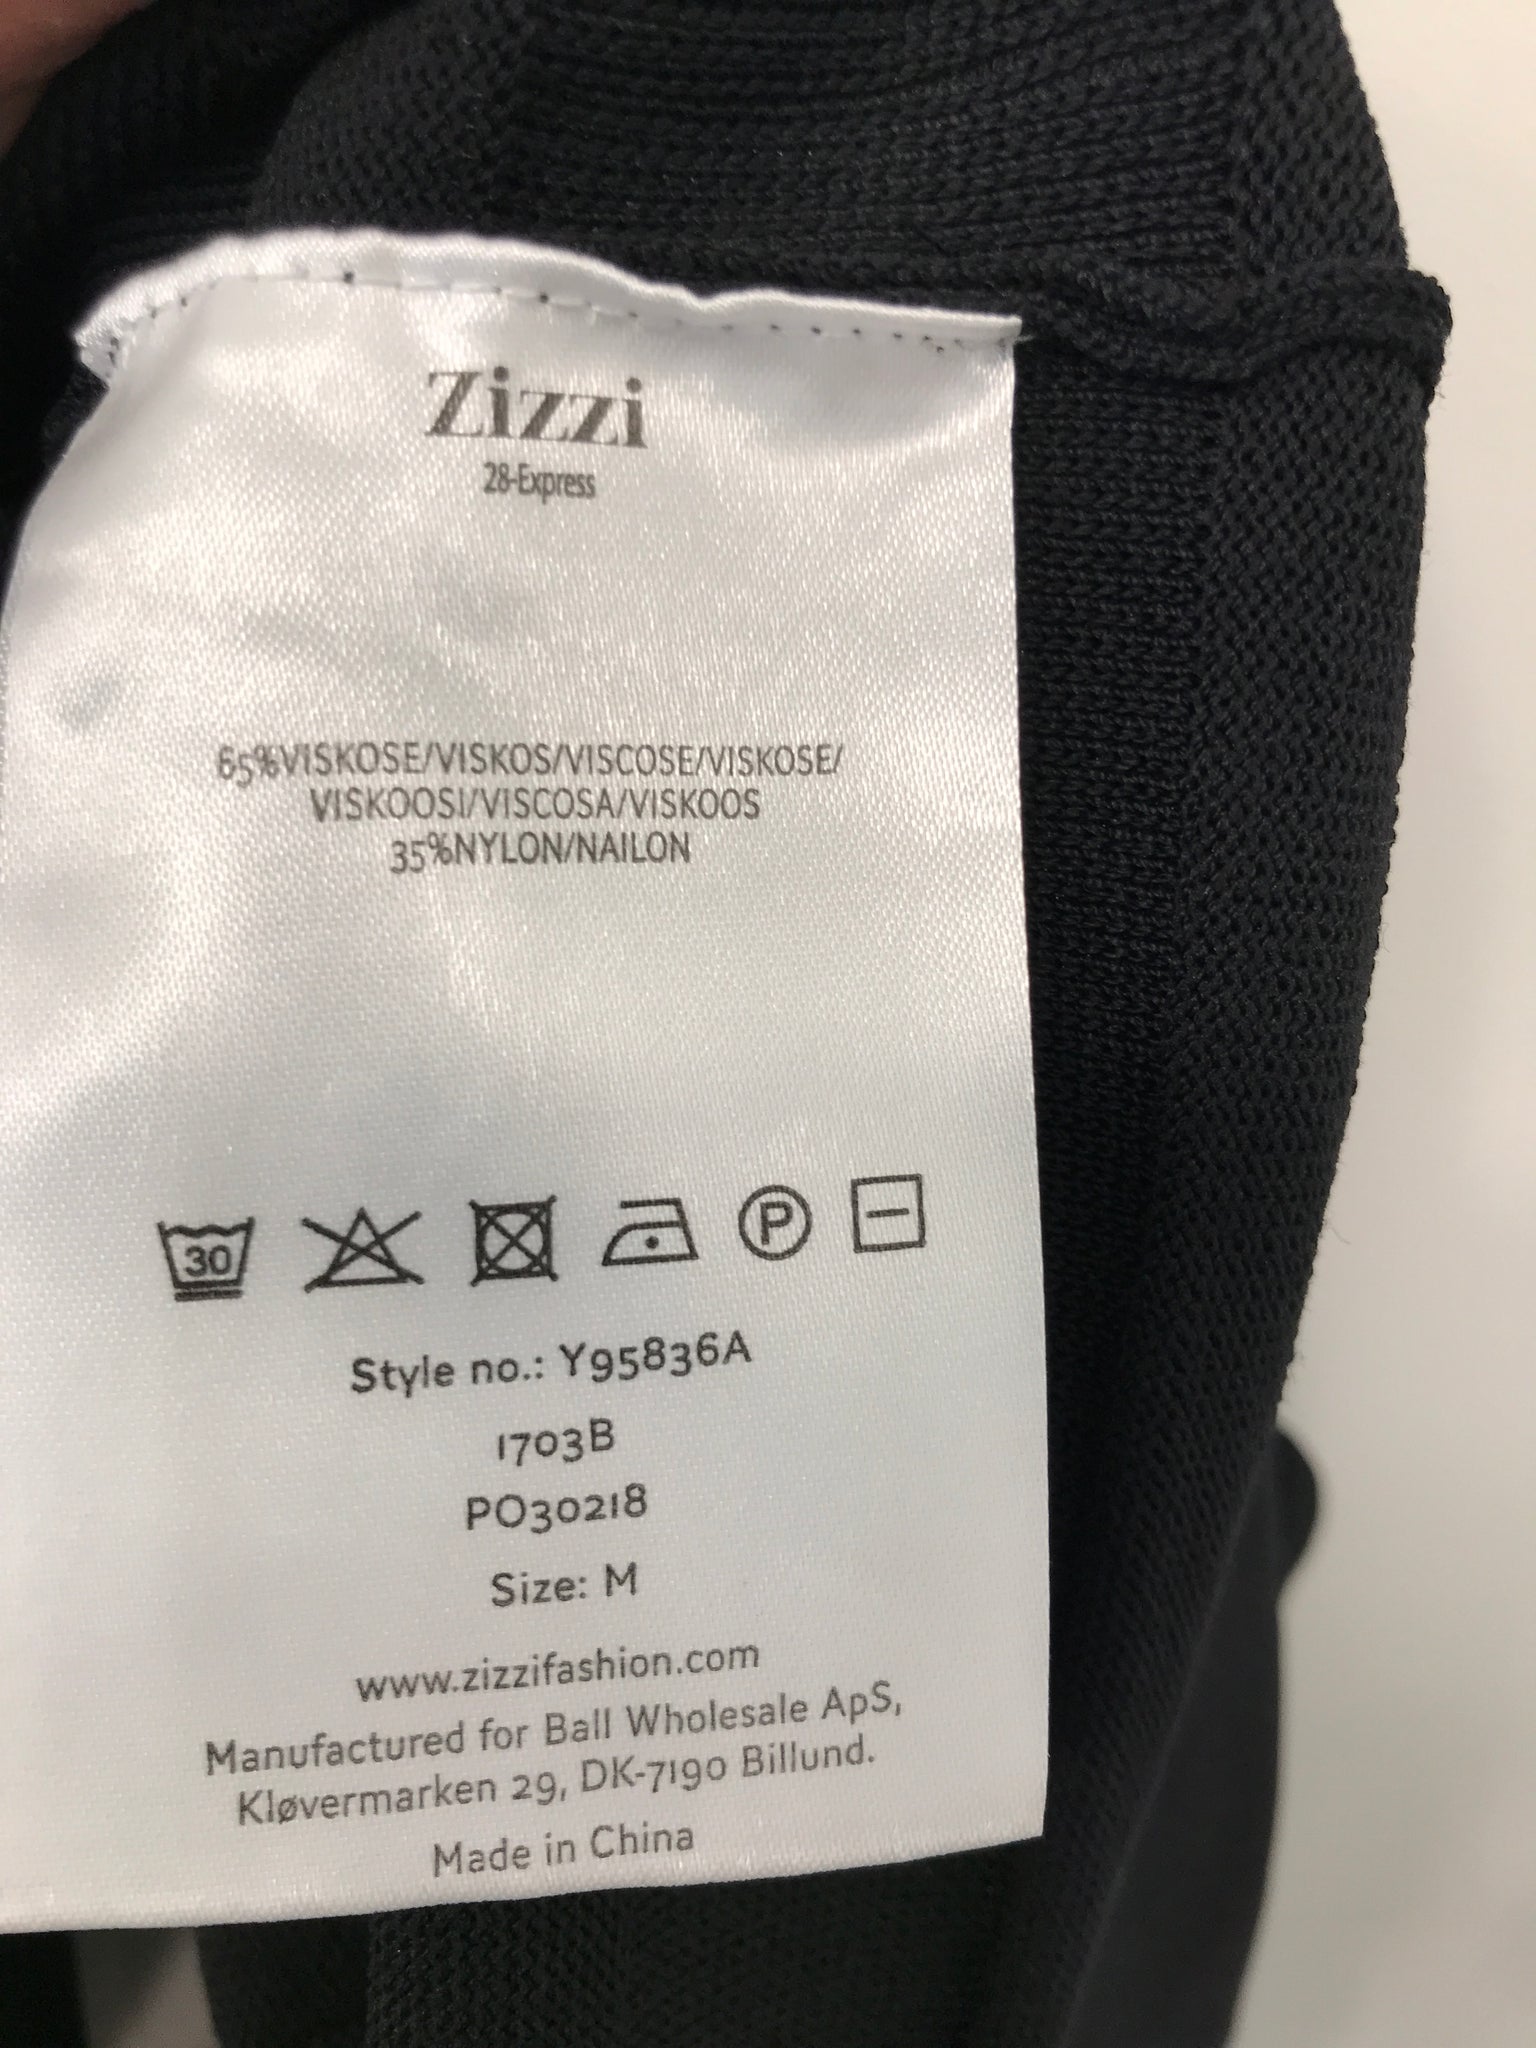 Zizzi
28-Express
65%VISKOSE/VISKOS/VISCOSE/VISKOSE/
VISKOOSI/VISCOSA/VISKOOS
35%NYLON/NAILON
30
P
Style no.: Y95836A
1703B
PO30218
Size: M
www.zizzifashion.com
Manufactured for Ball Wholesale ApS,
Kløvermarken 29, DK-7190 Billund.
Made in China